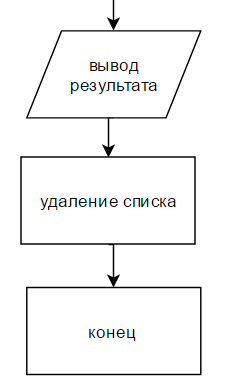 вывод
результата
удаление списка
конец